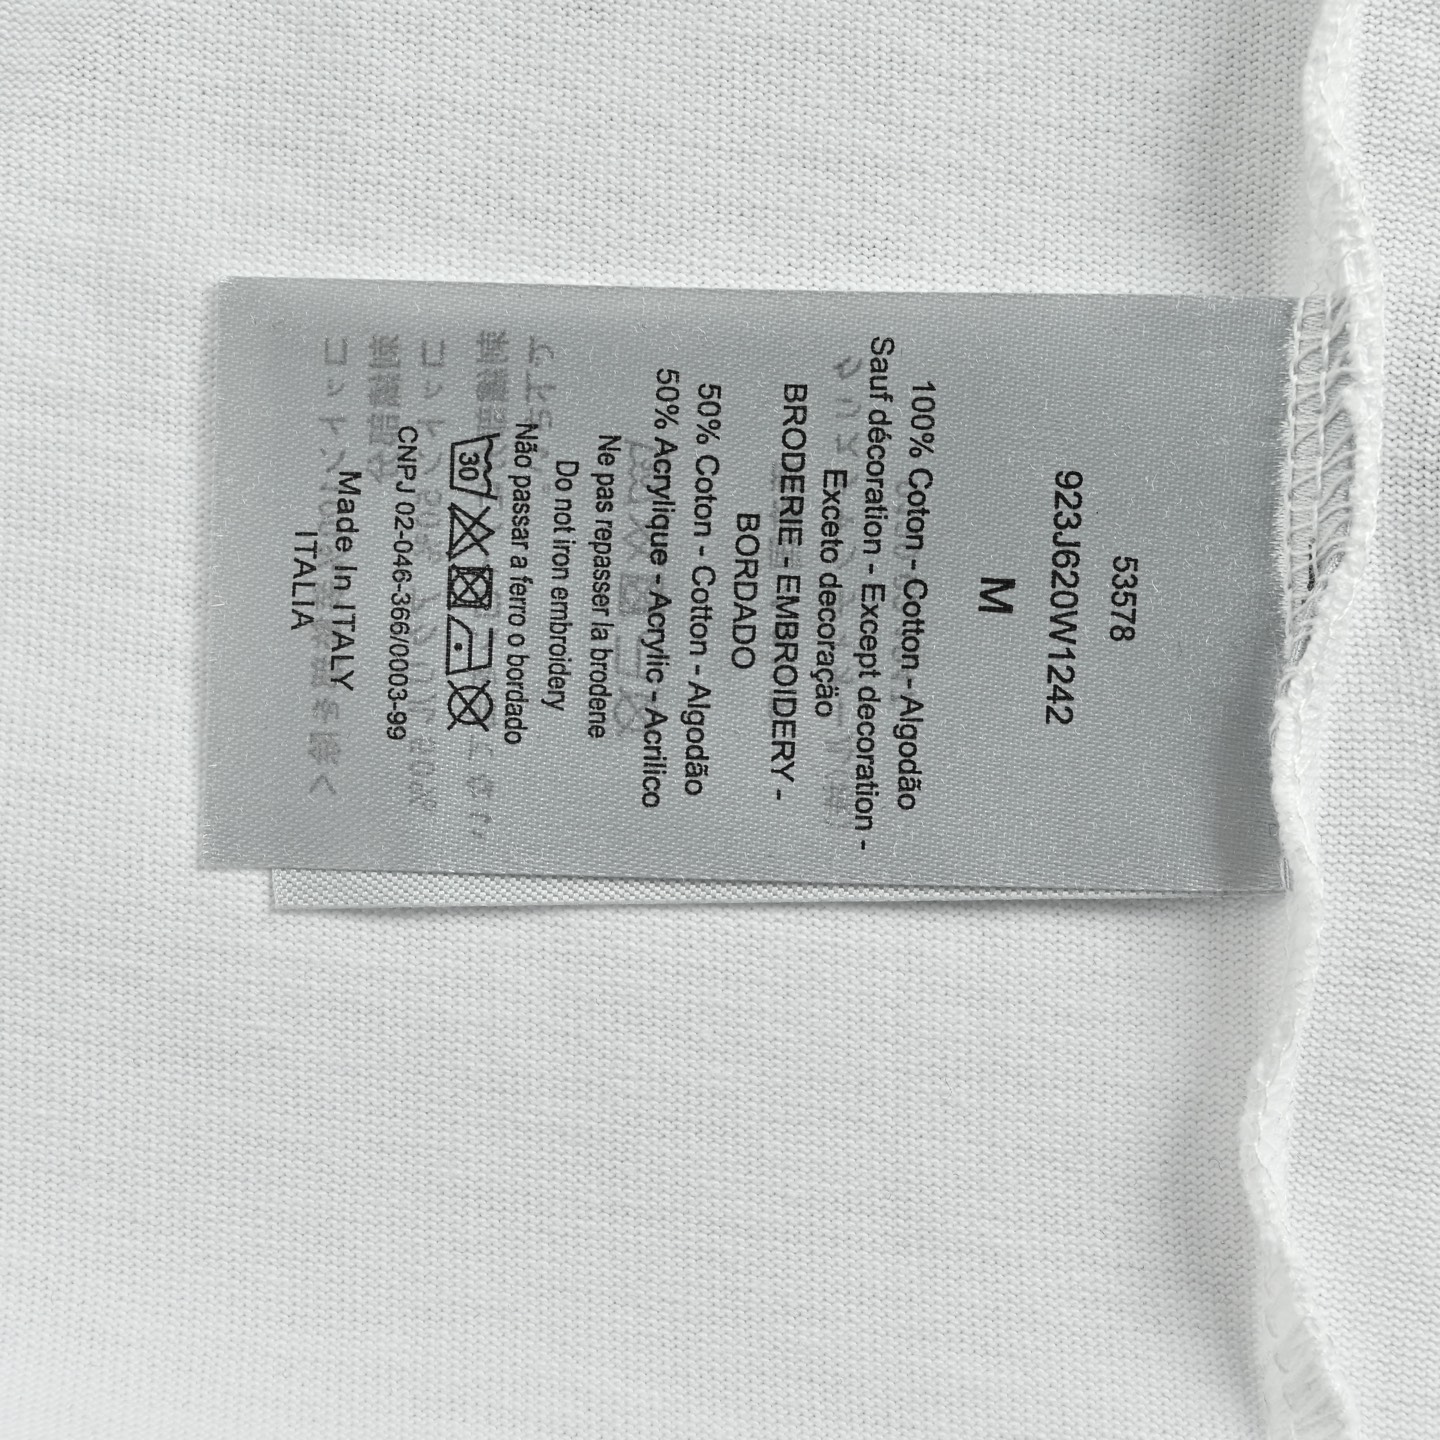 53578
923J620W1242
M
100% Coton - Cotton - Algodão
Sauf décoration - Except decoration -
Exceto decoração
BRODERIE - EMBROIDERY -
BORDADO
50% Coton - Cotton - Algodão
50% Acrylique - Acrylic - Acrilico
Ne pas repasser la brodene
Do not iron embroidery
Não passar a ferro o bordado
30
CNPJ 02-046-366/0003-99
Made In ITALY
ITALIA